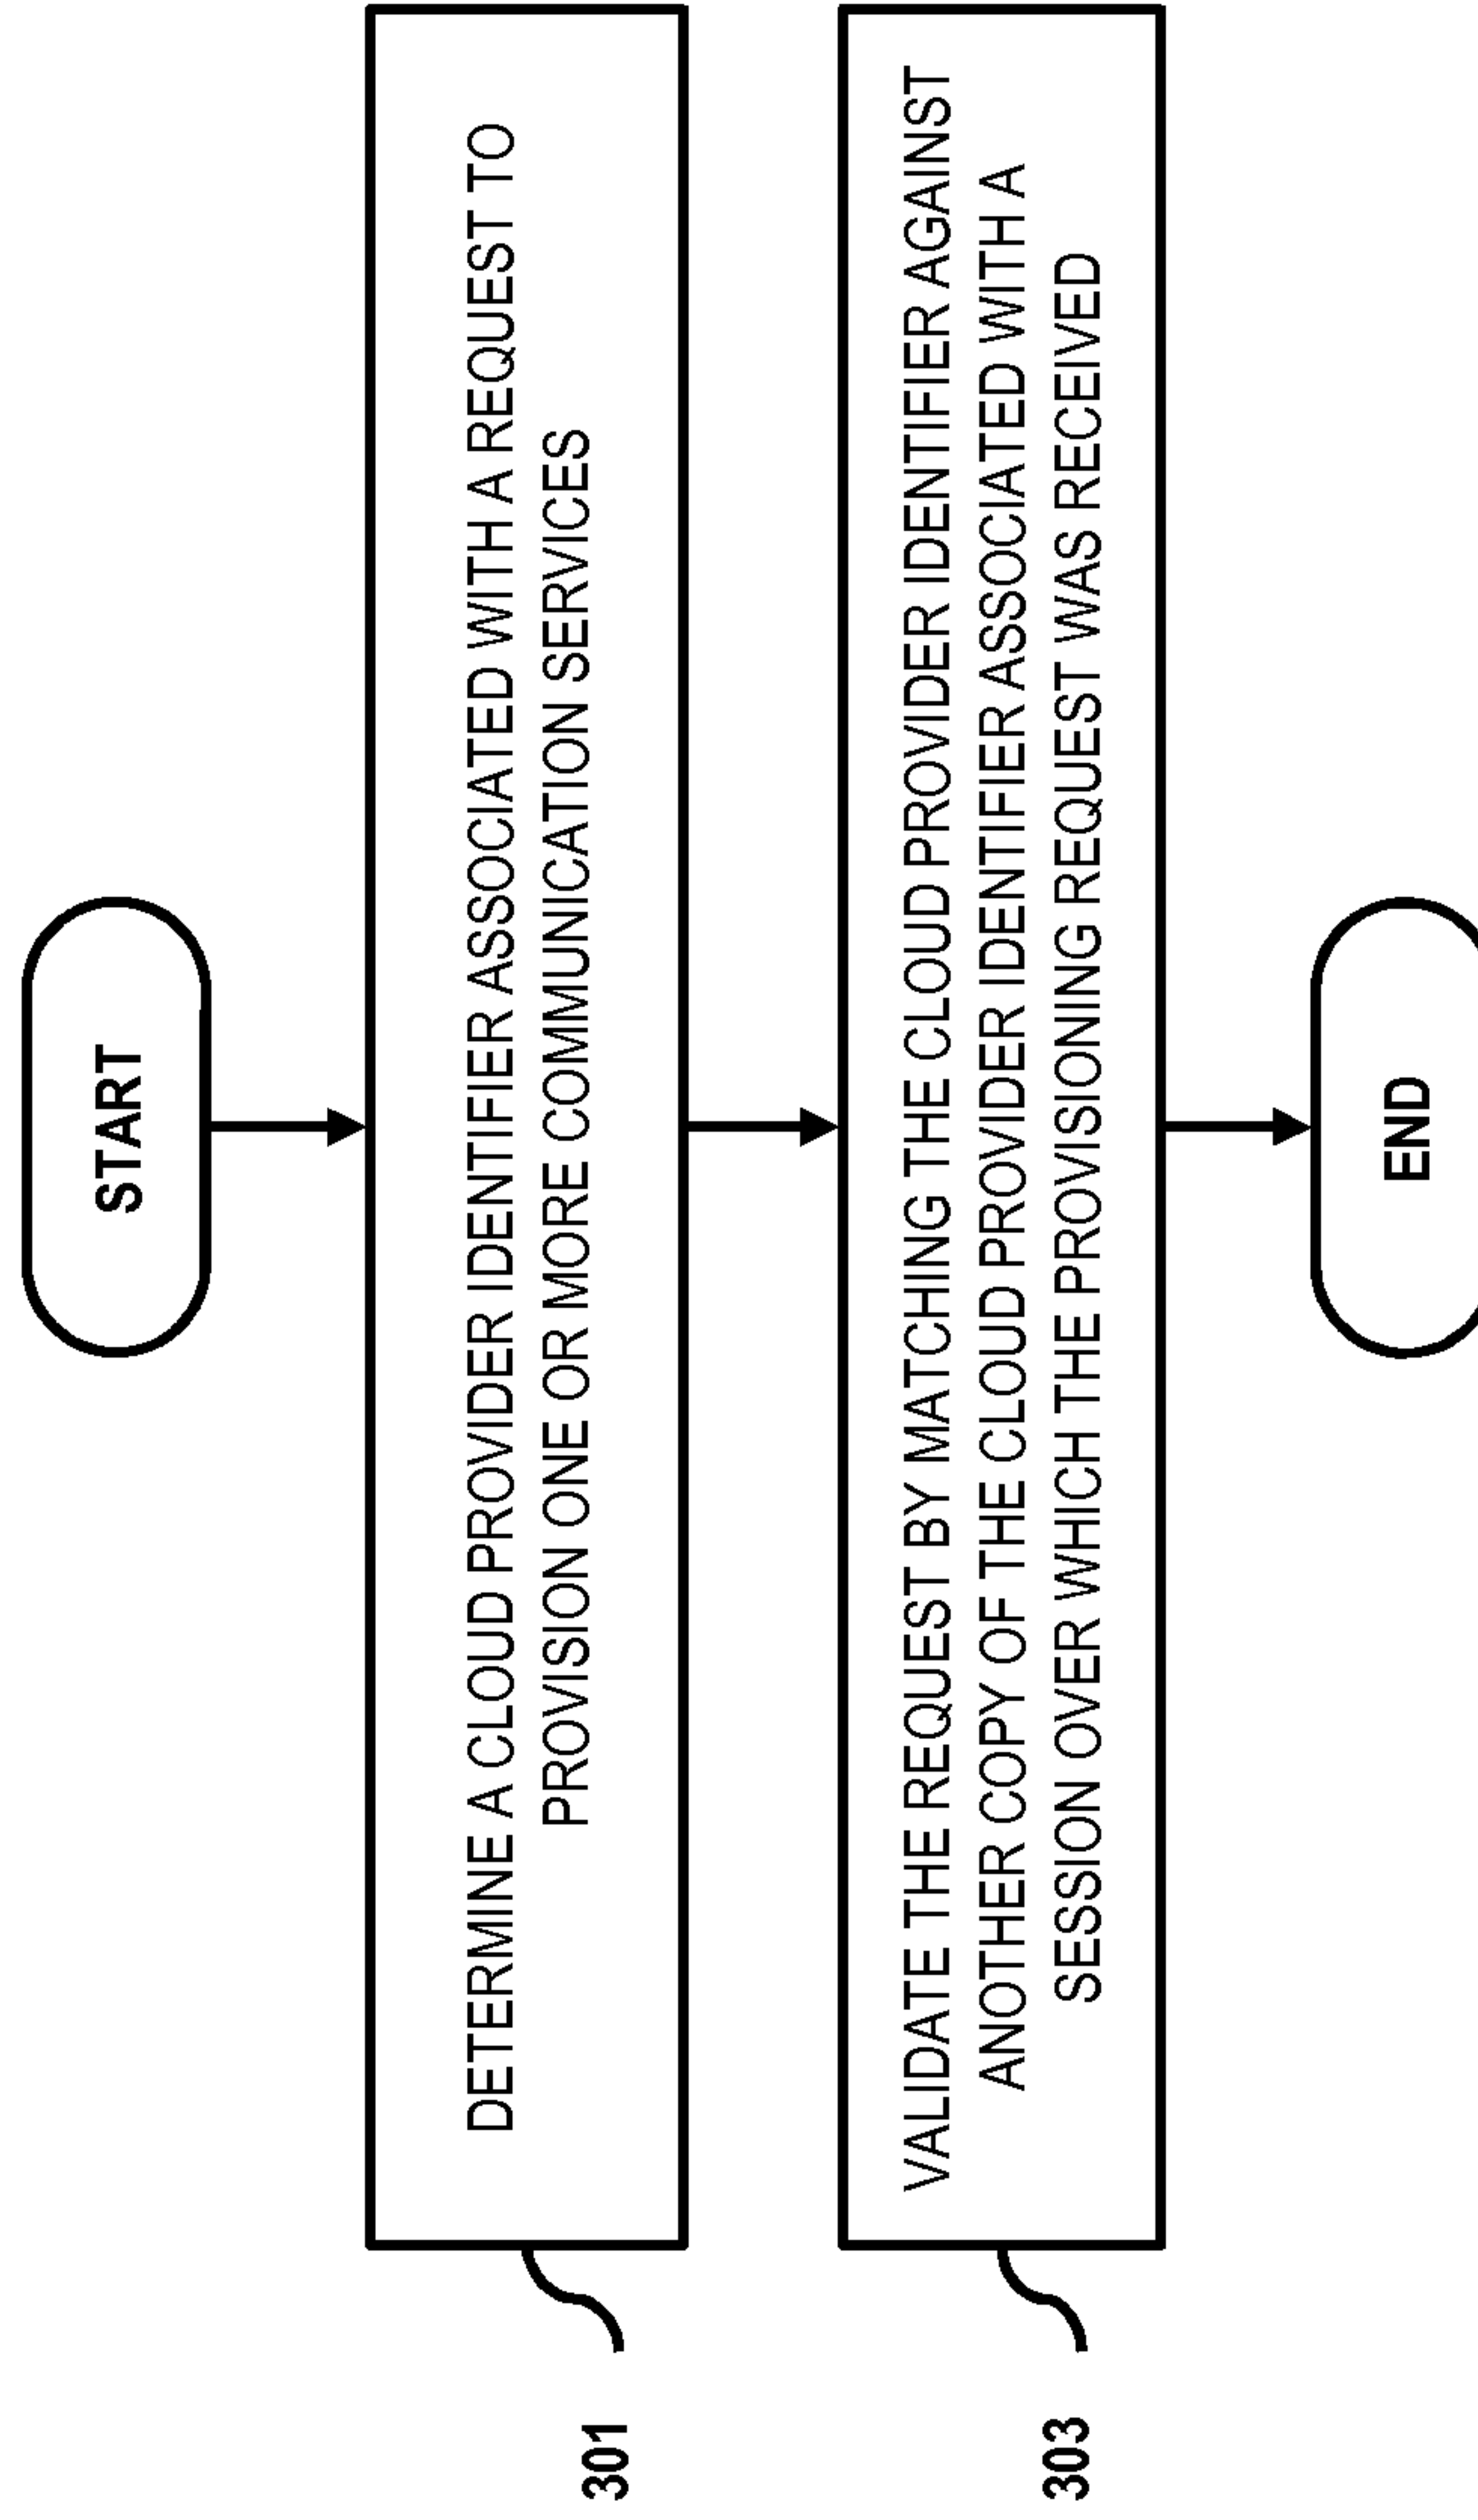 START
DETERMINE A CLOUD PROVIDER IDENTIFIER ASSOCIATED WITH A REQUEST TO
PROVISION ONE OR MORE COMMUNICATION SERVICES
301
VALIDATE THE REQUEST BY MATCHING THE CLOUD PROVIDER IDENTIFIER AGAINST
ANOTHER COPY OF THE CLOUD PROVIDER IDENTIFIER ASSOCIATED WITH A
SESSION OVER WHICH THE PROVISIONING REQUEST WAS RECEIVED
303
END